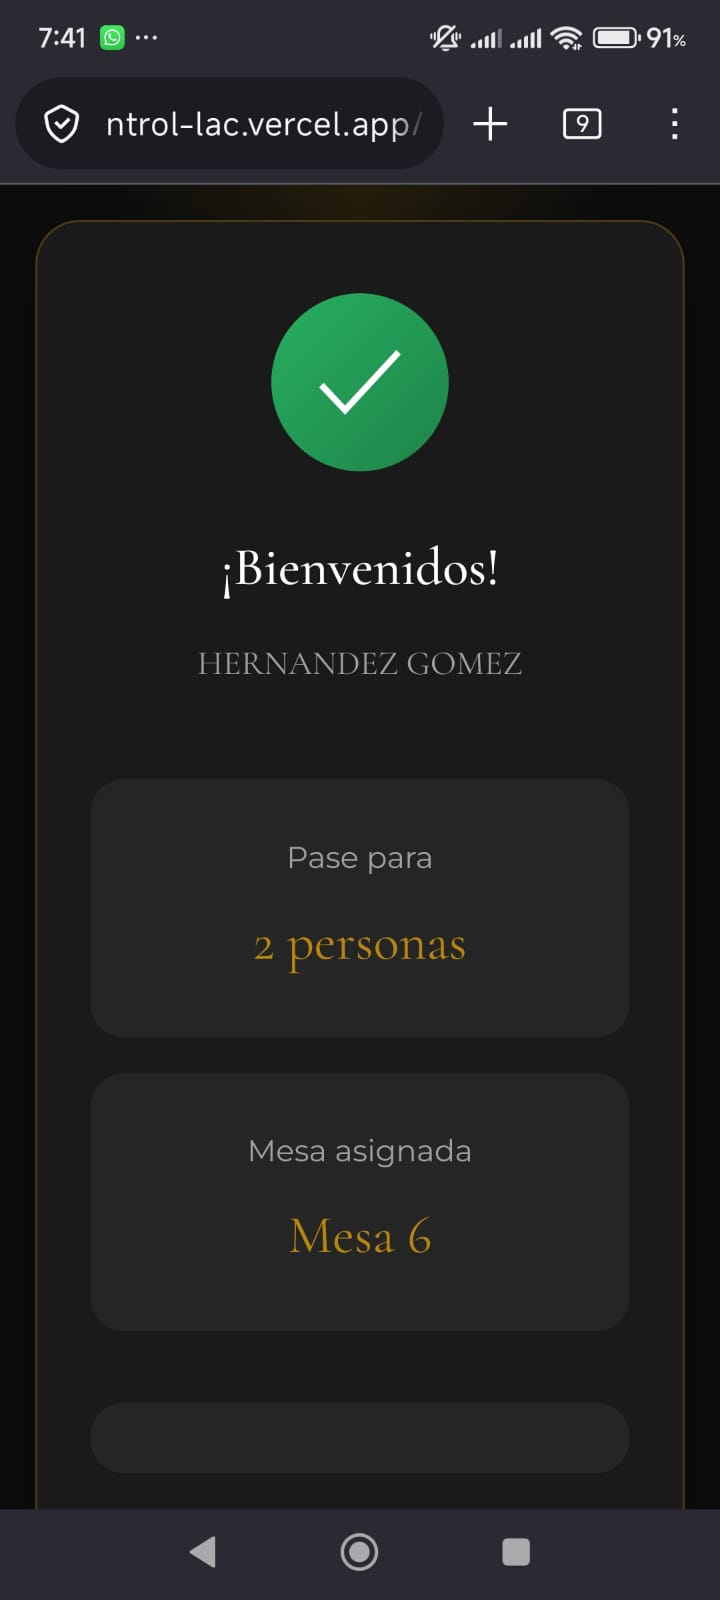 7:41
91%
ntrol-lac.vercel.app/
9
¡Bienvenidos!
HERNANDEZ GOMEZ
Pase para
2 personas
Mesa asignada
Mesa 6